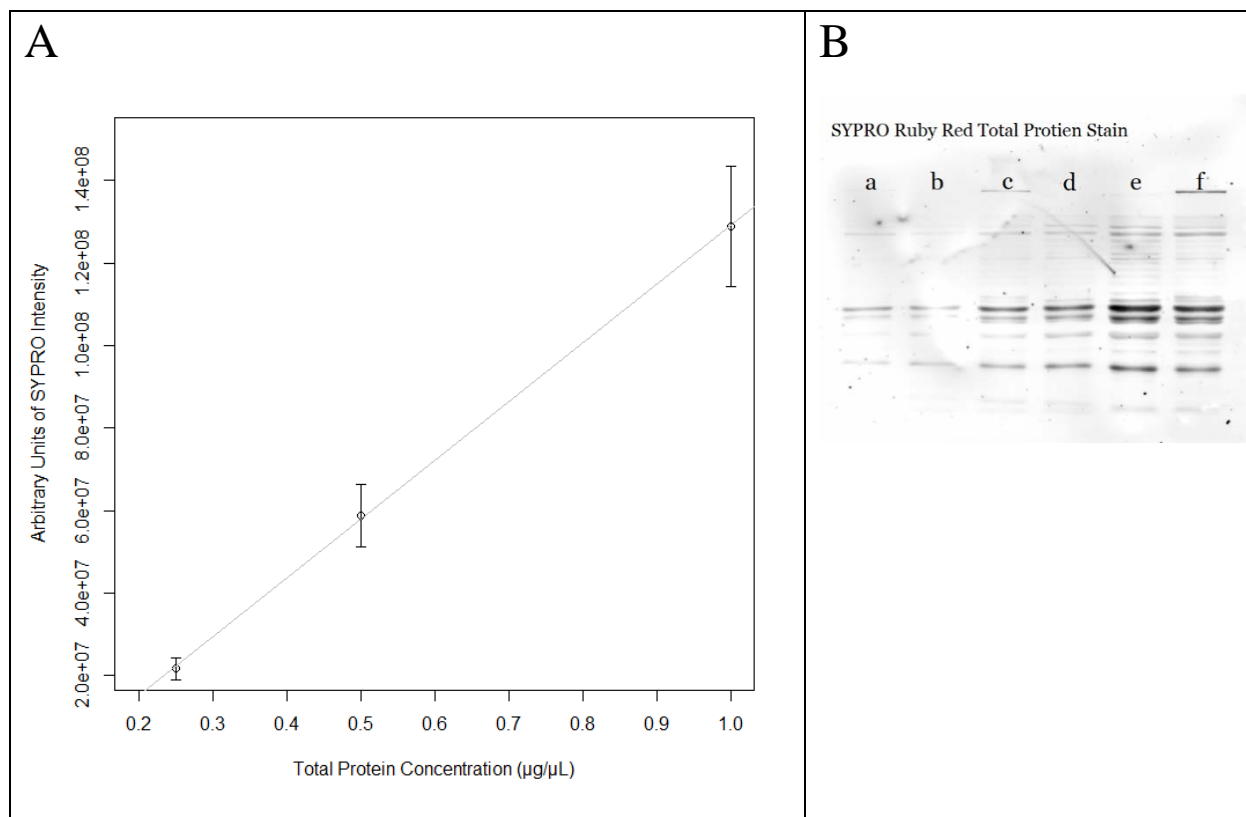 A
Arbitrary Units of SYPRO Intensity
1.4e+08
1.2e+08
1.0e+08
8.0e+07
6.0e+07
4.0e+07
2.0e+07
0.2 0.3 0.4 0.5 0.6 0.7 0.8 0.9 1.0
Total Protein Concentration (µg/µL)
B
SYPRO Ruby Red Total Protien Stain
a b c d e f